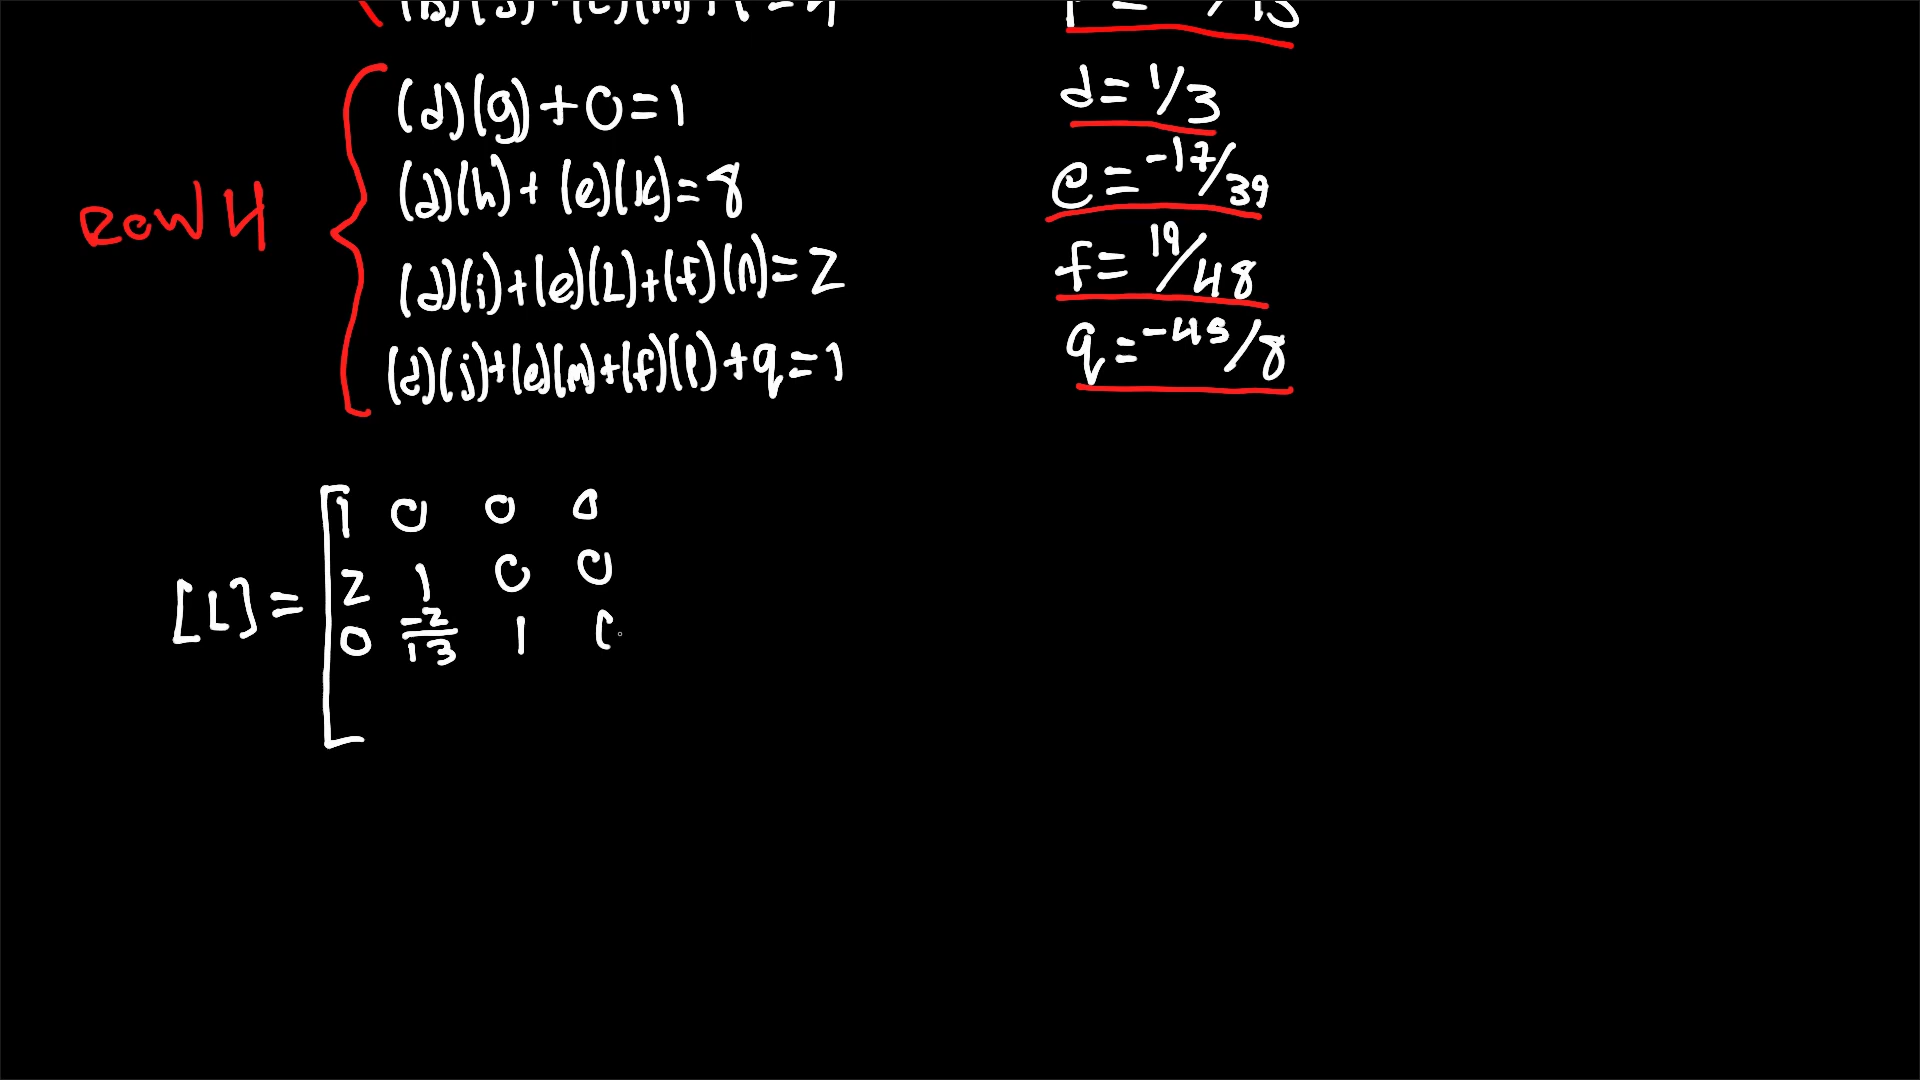 (d)(g)+0=1
d=1/3
(d)(h)+(e)(k)=8
e=-17/39
ROW 4
(d)(i)+(e)(L)+(f)(n)=2
f=19/48
(d)(j)+(e)(m)+(f)(p)+q=1
q=-45/8
1 0 0 0
2 1 0 0
[L]=
0 -2/13 1